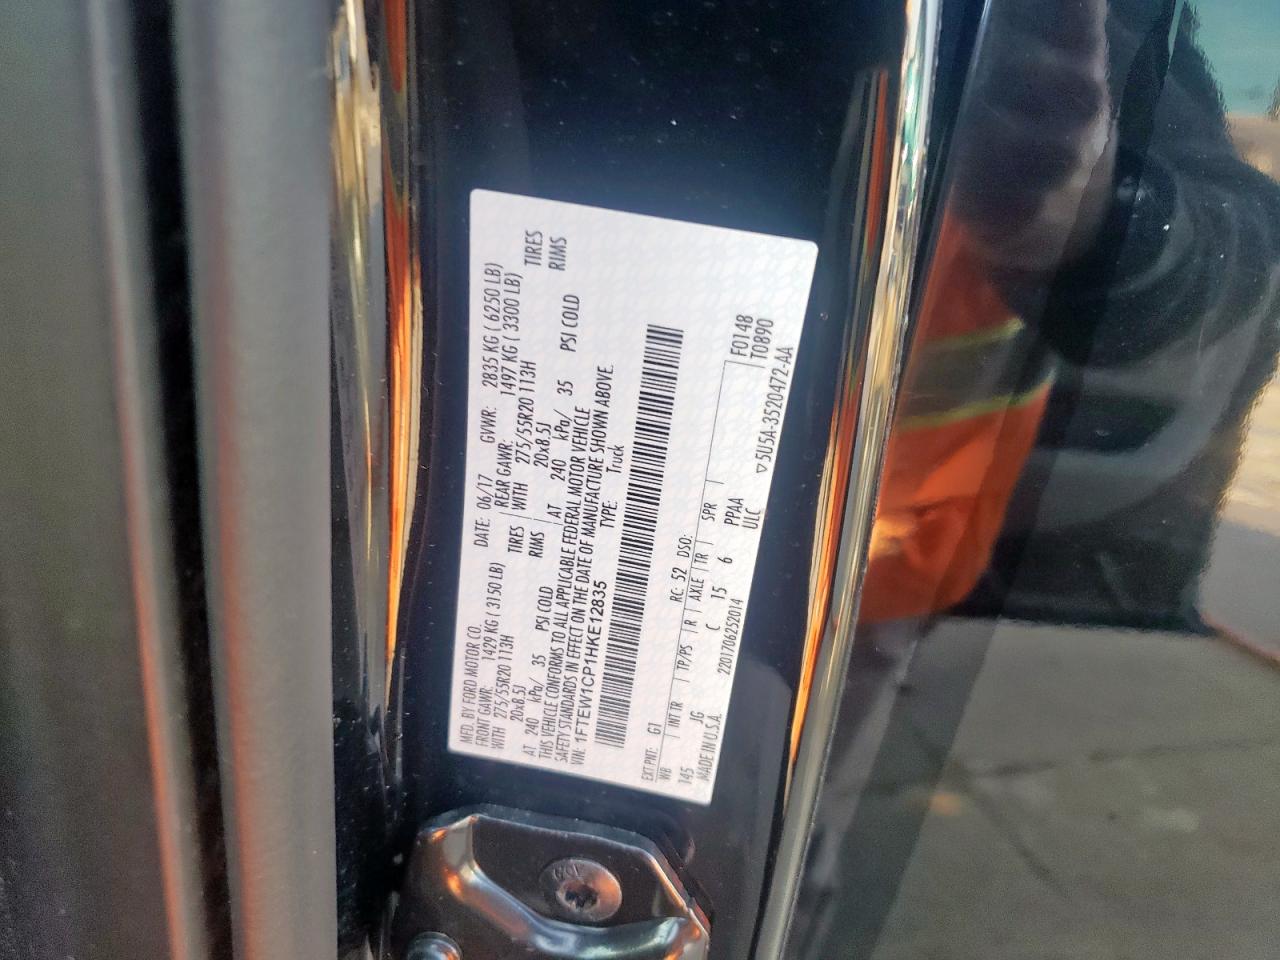 MFD. BY FORD MOTOR CO.
DATE: 06/17 GVWR: 2835 KG ( 6250 LB)
FRONT GAWR: 1429 KG ( 3150 LB) REAR GAWR: 1497 KG ( 3300 LB)
WITH 275/55R20 113H TIRES WITH 275/55R20 113H TIRES
20x8.5J RIMS 20x8.5J RIMS
AT 240 kPa/ 35 PSI COLD AT 240 kPa/ 35 PSI COLD
THIS VEHICLE CONFORMS TO ALL APPLICABLE FEDERAL MOTOR VEHICLE
SAFETY STANDARDS IN EFFECT ON THE DATE OF MANUFACTURE SHOWN ABOVE
VIN: 1FTEW1CP1HKE12835 TYPE: Truck
F0148
T0890
EXT PNT: G1 RC: 52 DSO:
WB INT TR TP/PS R AXLE TR SPR
145 JG C 15 6 PPAA
ULC
MADE IN U.S.A. 2201706252014 ▽5U5A-3520472-AA